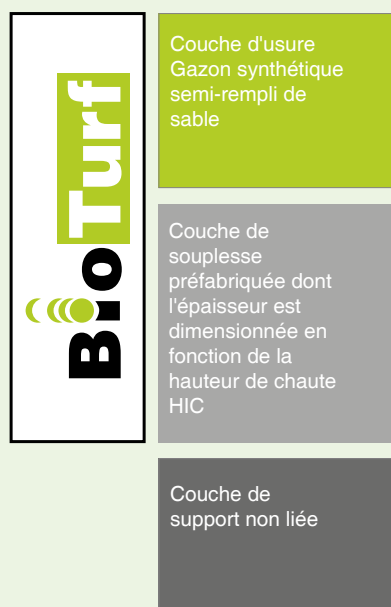 BioTurf
Couche d'usure
Gazon synthétique
semi-rempli de
sable
Couche de
souplesse
préfabriquée dont
l'épaisseur est
dimensionnée en
fonction de la
hauteur de chaute
HIC
Couche de
support non liée